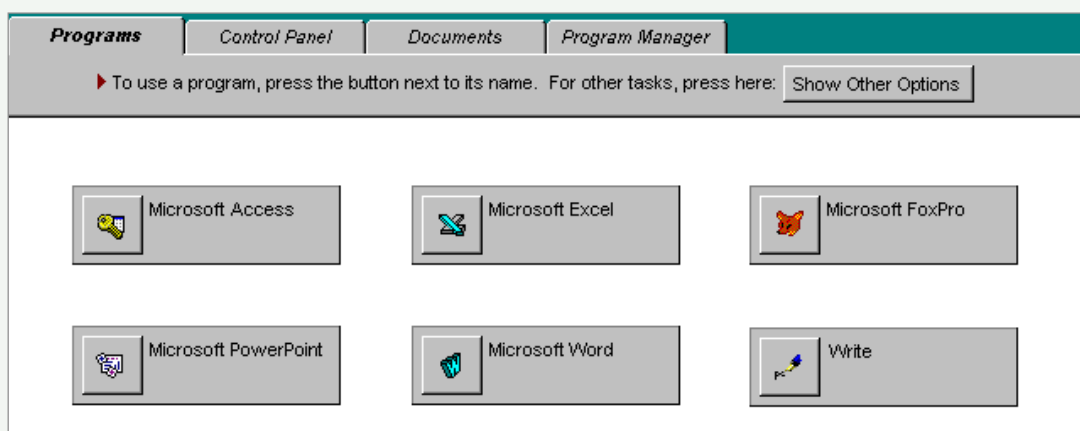 Programs Control Panel Documents Program Manager
To use a program, press the button next to its name. For other tasks, press here: Show Other Options
Microsoft Access Microsoft Excel Microsoft FoxPro
Microsoft PowerPoint Microsoft Word Write